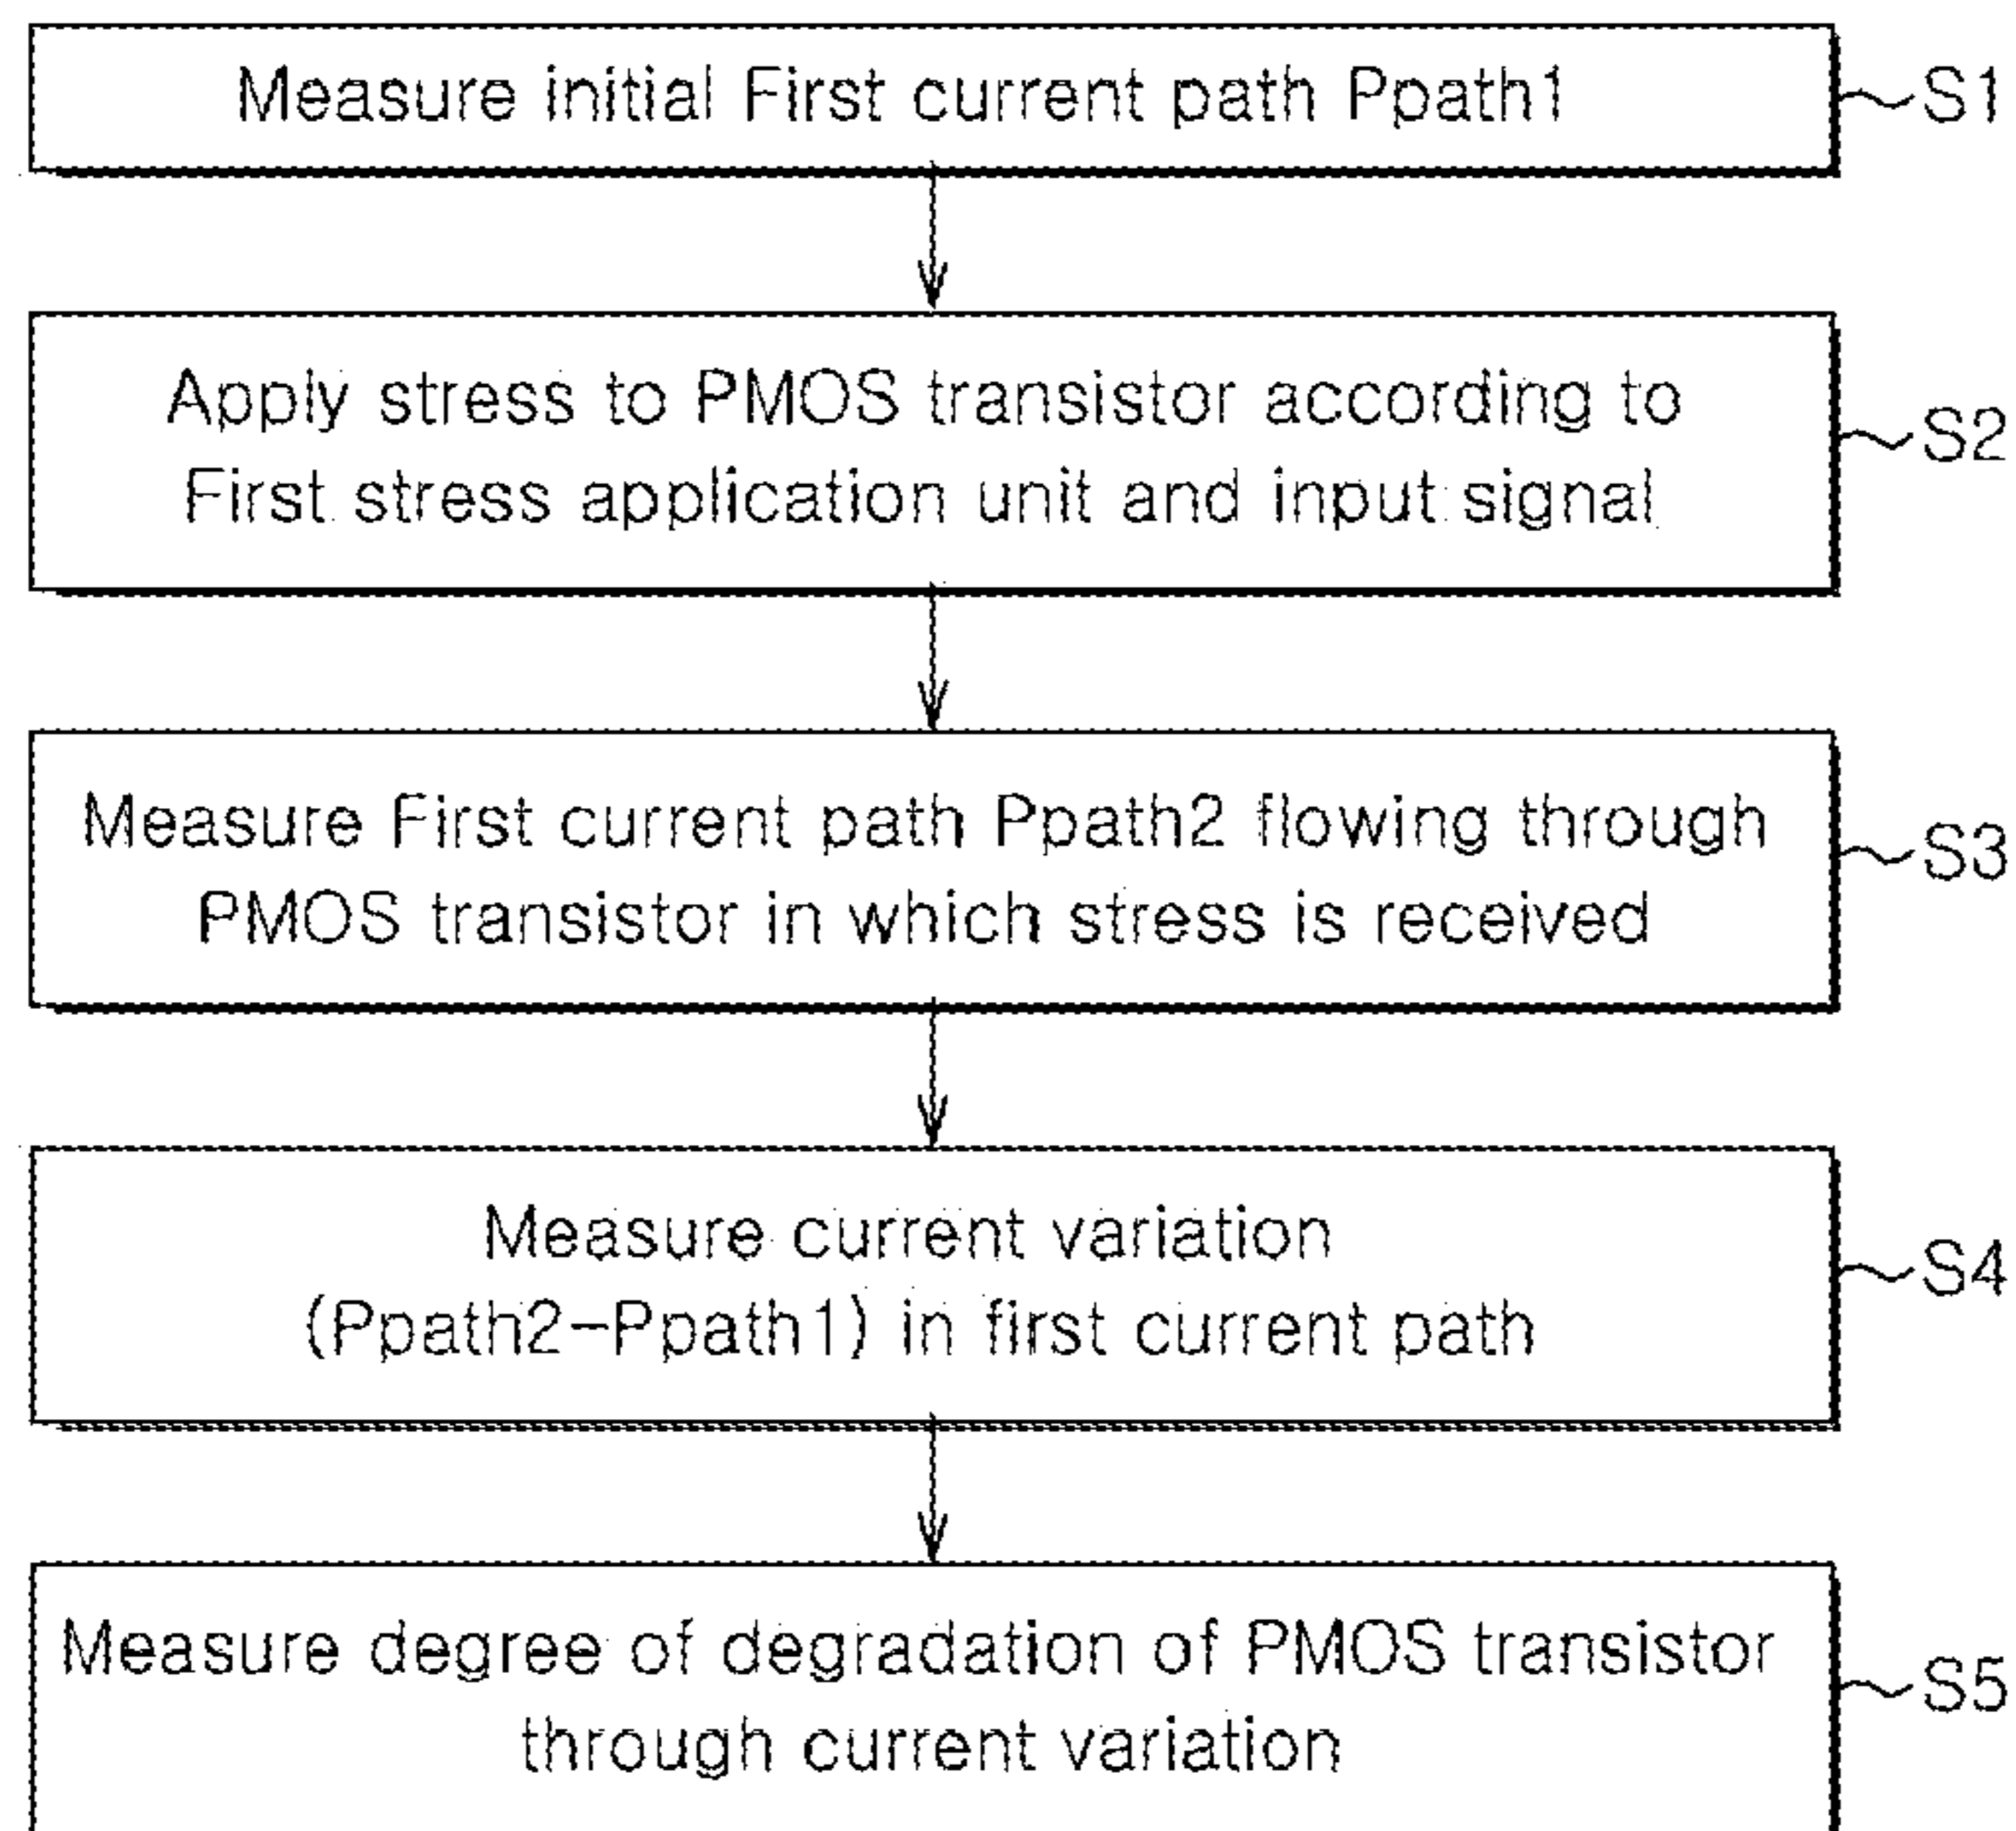 Measure initial First current path Ppath1
S1
Apply stress to PMOS transistor according to
First stress application unit and input signal
S2
Measure First current path Ppath2 flowing through
PMOS transistor in which stress is received
S3
Measure current variation
(Ppath2-Ppath1) in first current path
S4
Measure degree of degradation of PMOS transistor
through current variation
S5